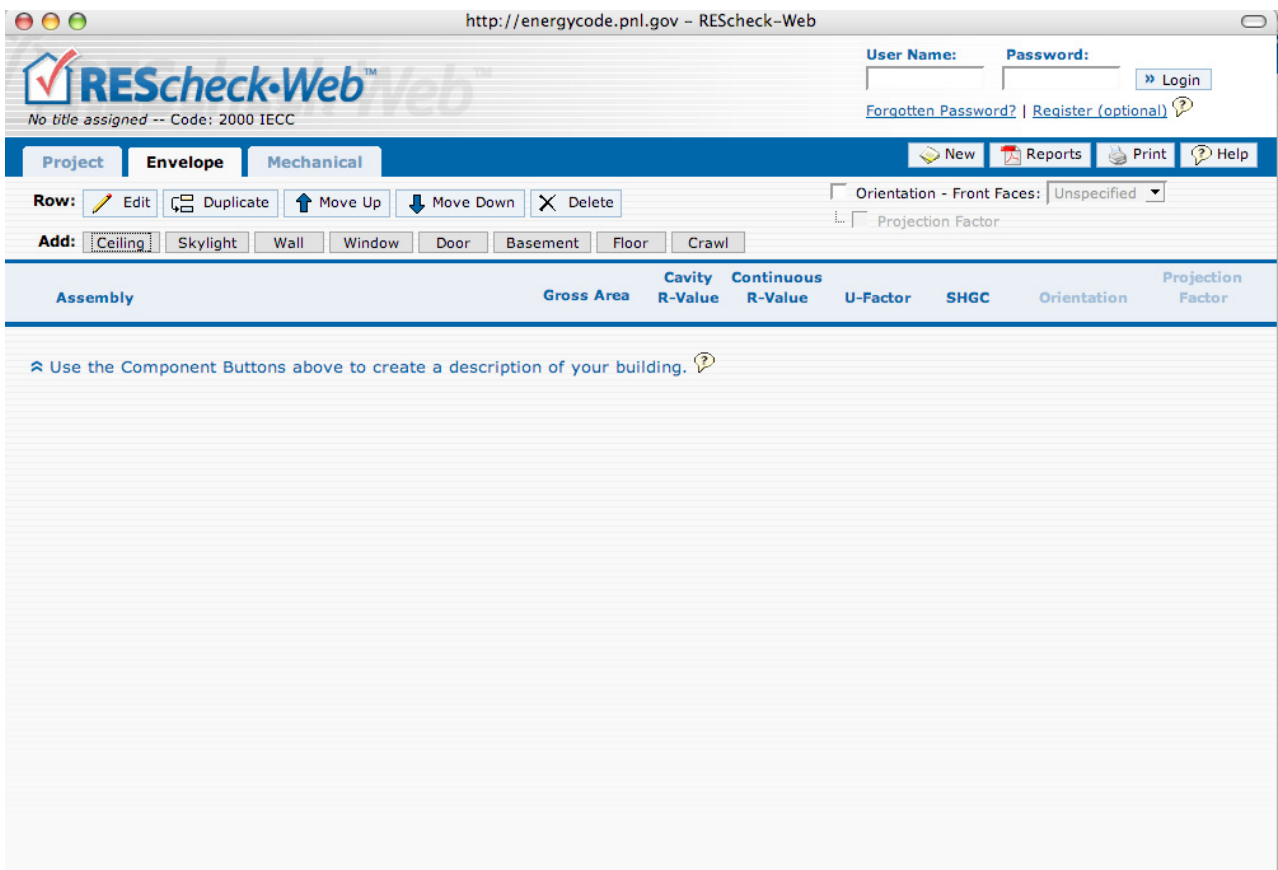 http://energycode.pnl.gov – REScheck–Web
User Name: Password:
REScheck•Web™
» Login
Forgotten Password? | Register (optional) ?
No title assigned -- Code: 2000 IECC
Project Envelope Mechanical New Reports Print ? Help
Row: Edit Duplicate Move Up Move Down Delete Orientation - Front Faces: Unspecified
Projection Factor
Add: Ceiling Skylight Wall Window Door Basement Floor Crawl
Assembly Gross Area Cavity R-Value Continuous R-Value U-Factor SHGC Orientation Projection Factor
Use the Component Buttons above to create a description of your building. ?